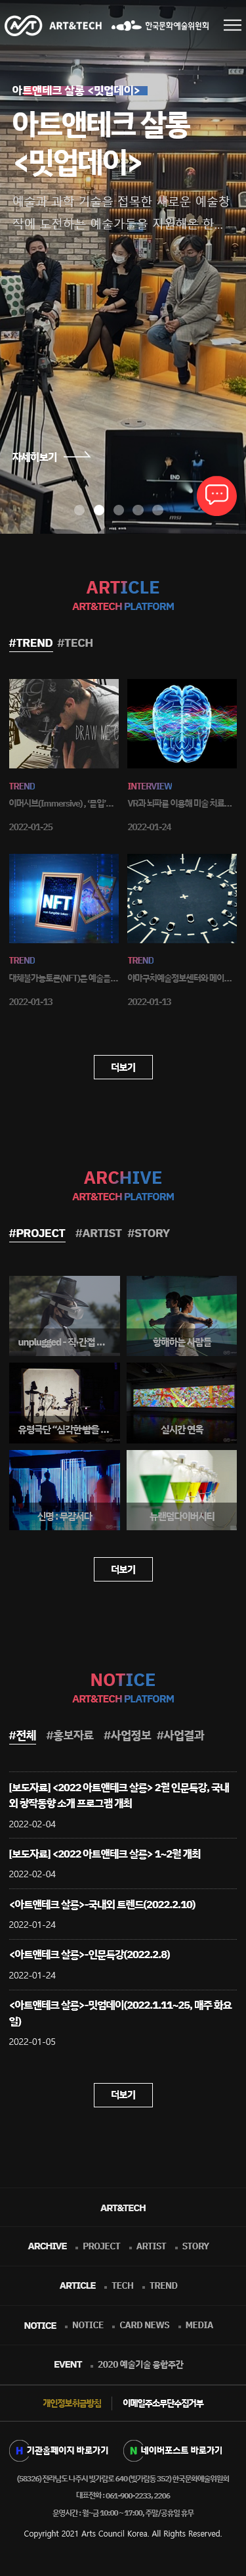 ART&TECH 한국문화예술위원회
아트앤테크 살롱 <밋업데이>
아트앤테크 살롱
<밋업데이>
예술과 과학 기술을 접목한 새로운 예술창
작에 도전하는 예술가들을 지원해온 한...
자세히보기
END
ARTICLE
ART&TECH PLATFORM
#TREND #TECH
TREND
이머시브(Immersive) , '몰입'...
2022-01-25
INTERVIEW
VR과 뇌파를 이용해 미술 치료...
2022-01-24
TREND
대체불가능토큰(NFT)은 예술품...
2022-01-13
TREND
야마구치예술정보센터와 메이...
2022-01-13
더보기
ARCHIVE
ART&TECH PLATFORM
#PROJECT #ARTIST #STORY
unplugged - 직·간접 ...
항해하는 사람들
유령극단 "심각한 밤을 ...
실시간 연옥
신명 : 무감서다
뉴랜덤다이버시티
더보기
NOTICE
ART&TECH PLATFORM
#전체 #홍보자료 #사업정보 #사업결과
[보도자료] <2022 아트앤테크 살롱> 2월 인문특강, 국내
외 창작동향 소개 프로그램 개최
2022-02-04
[보도자료] <2022 아트앤테크 살롱> 1~2월 개최
2022-02-04
<아트앤테크 살롱>-국내외 트렌드(2022.2.10)
2022-01-24
<아트앤테크 살롱>-인문특강(2022.2.8)
2022-01-24
<아트앤테크 살롱>-밋업데이(2022.1.11~25, 매주 화요
일)
2022-01-05
더보기
ART&TECH
ARCHIVE PROJECT ARTIST STORY
ARTICLE TECH TREND
NOTICE NOTICE CARD NEWS MEDIA
EVENT 2020 예술기술 융합주간
개인정보취급방침 이메일주소무단수집거부
H 기관홈페이지 바로가기 N 네이버포스트 바로가기
(58326) 전라남도 나주시 빛가람로 640 (빛가람동 352) 한국문화예술위원회
대표전화 : 061-900-2233, 2206
운영시간 : 월~금 10:00 ~ 17:00, 주말/공휴일 휴무
Copyright 2021 Arts Council Korea. All Rights Reserved.